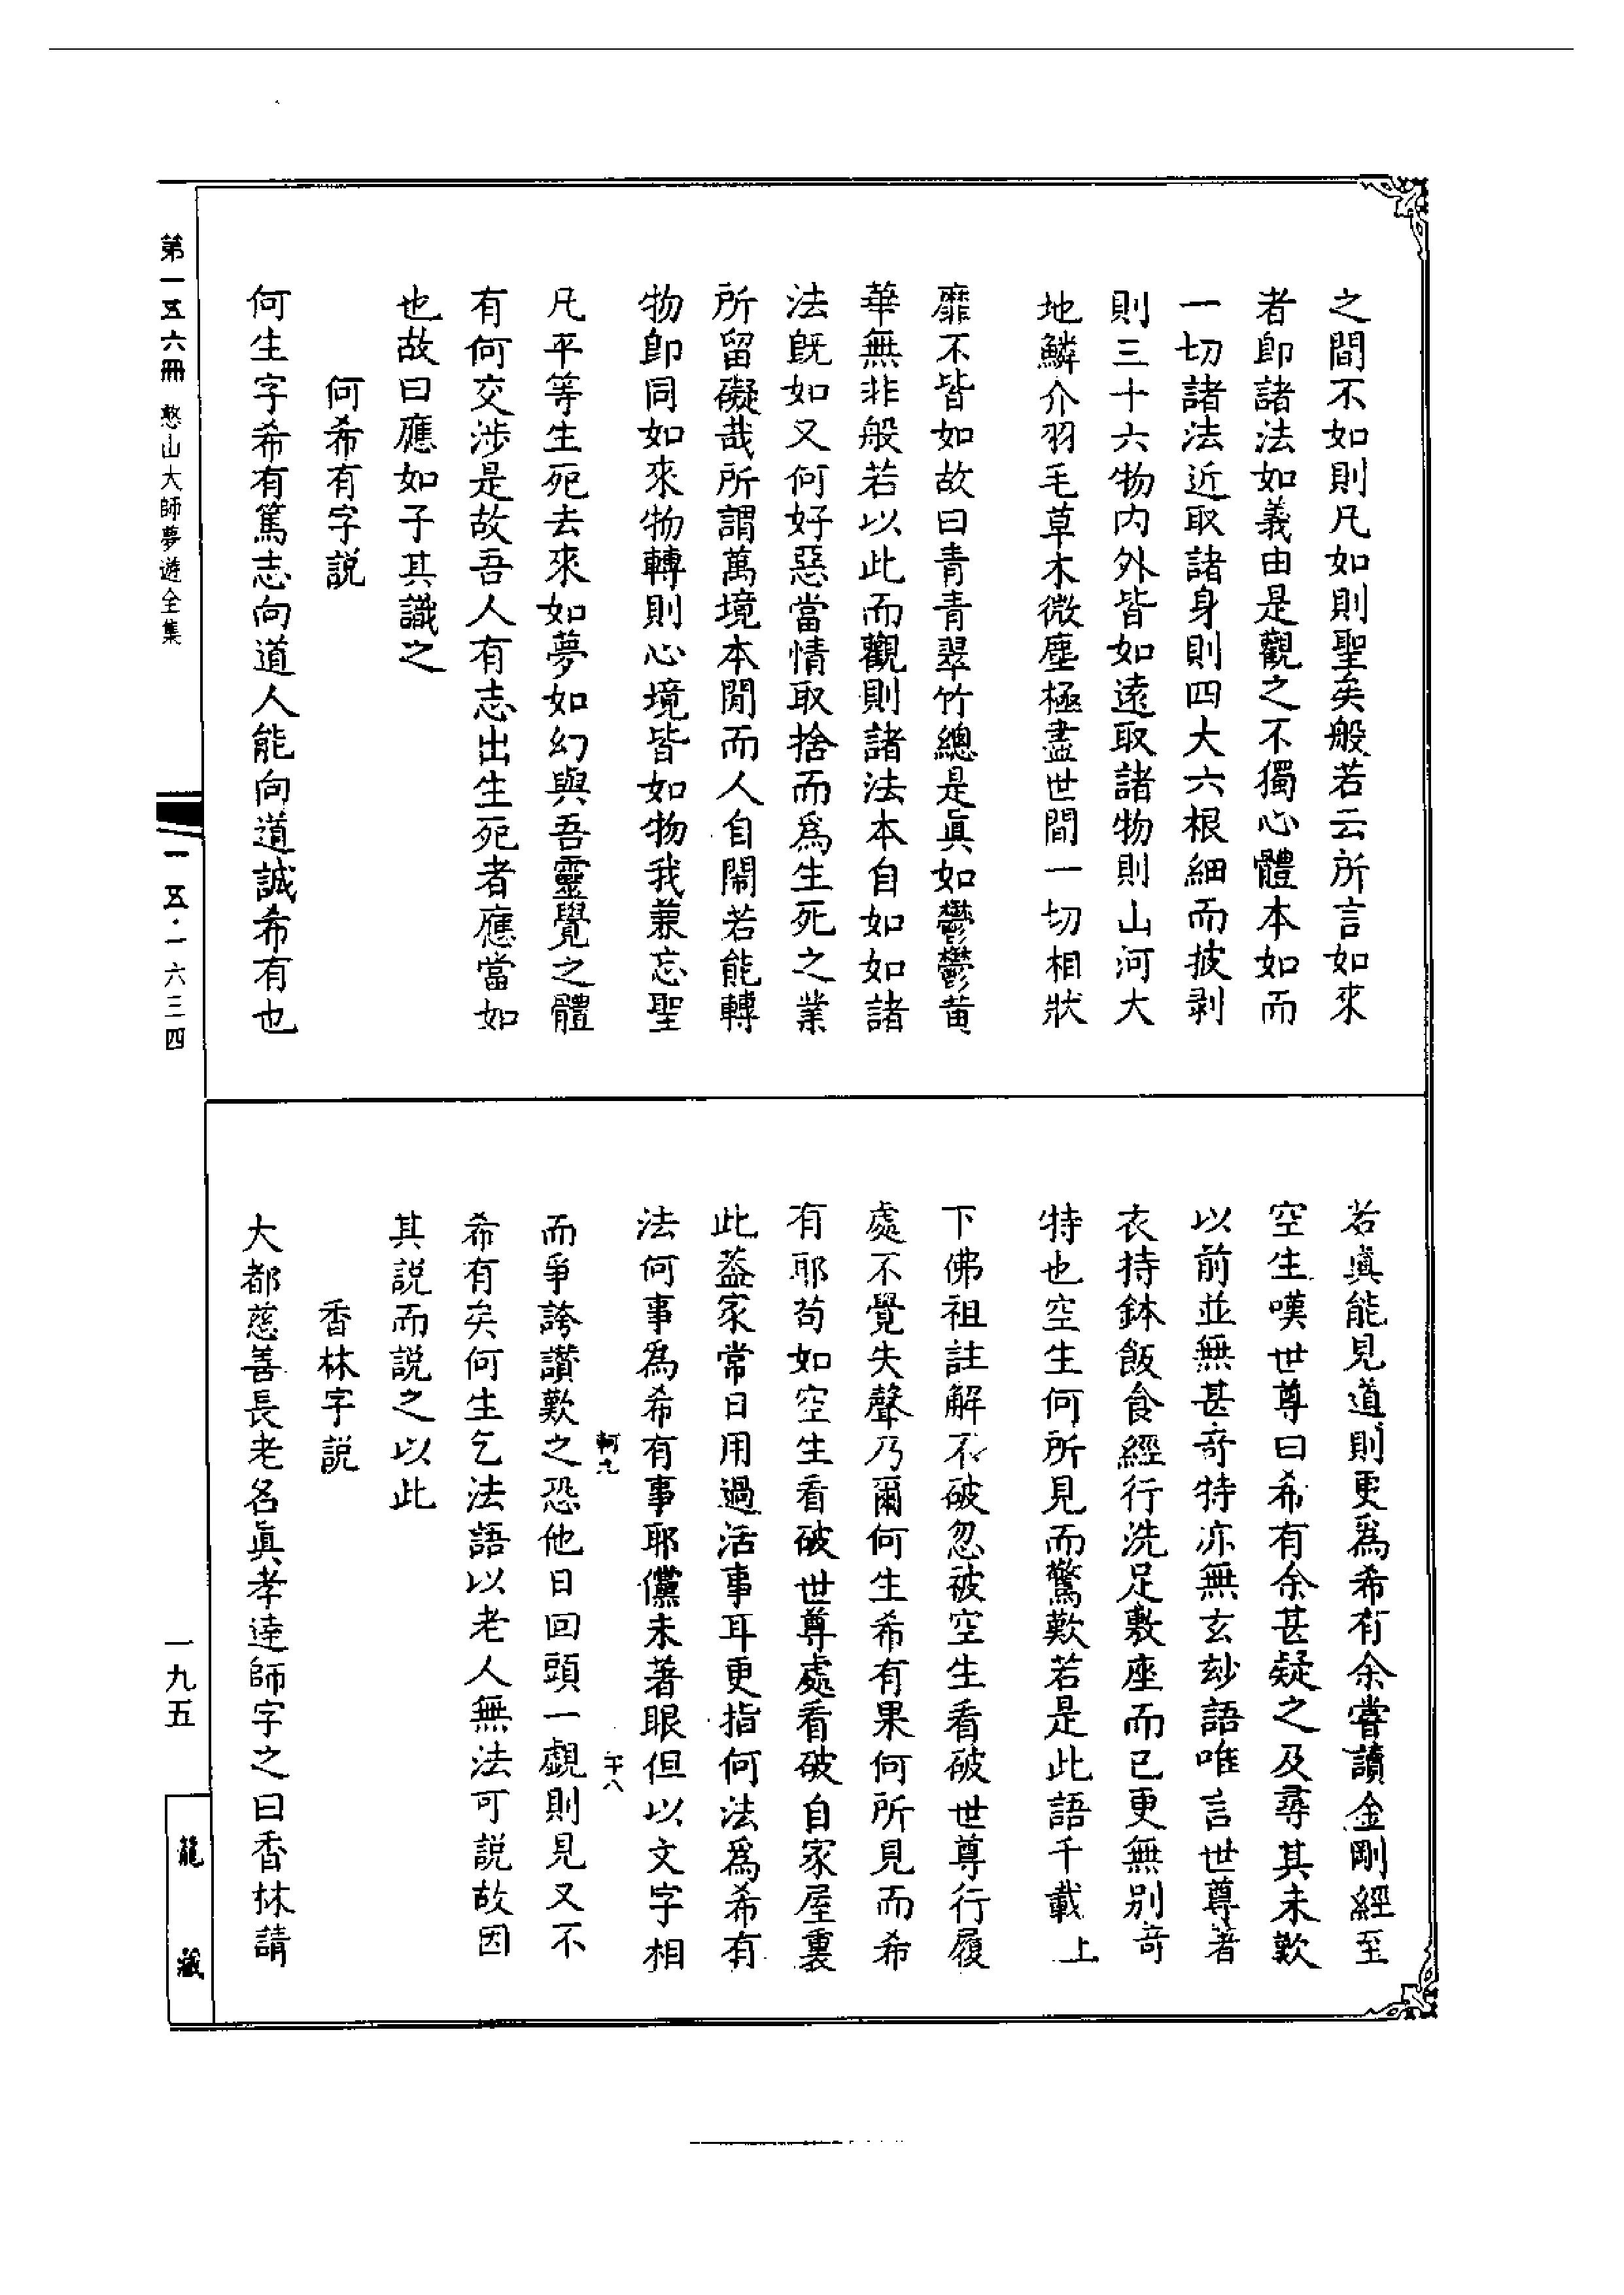 之間不如則凡如則聖矣般若云所言如來
者卽諸法如義由是觀之不獨心體本如而
一切諸法近取諸身則四大六根細而披剥
則三十六物内外皆如遠取諸物則山河大
地鱗介羽毛草木微塵極盡世間一切相狀
靡不皆如故曰青青翠竹總是眞如鬱鬱黄
華無非般若以此而觀則諸法本自如如諸
法旣如又何好惡當情取捨而爲生死之業
所留礙哉所謂萬境本閒而人自鬧若能轉
物卽同如來物轉則心境皆如物我兼忘聖
凡平等生死去來如夢如幻與吾靈覺之體
有何交涉是故吾人有志出生死者應當如
也故曰應如子其識之
何希有字説
何生字希有篤志向道人能向道誠希有也
若眞能見道則更爲希有余嘗讀金剛經至
空生嘆世尊曰希有余甚疑之及尋其未歎
以前並無甚奇特亦無玄玅語唯言世尊著
衣持鉢飯食經行洗足敷座而已更無别奇
特也空生何所見而驚歎若是此語千載上
下佛祖註解不破忽被空生看破世尊行履
處不覺失聲乃爾何生希有果何所見而希
有耶苟如空生看破世尊處看破自家屋裏
此葢家常日用過活事耳更指何法爲希有
法何事爲希有事耶儻未著眼但以文字相
而爭誇讚歎之恐他日回頭一覷則見又不
希有矣何生乞法語以老人無法可説故因
其説而説之以此
香林字説
大都慈善長老名眞孝逹師字之曰香林請
第一五六冊 憨山大師夢遊全集
一五·一六三四
一九五
龍藏